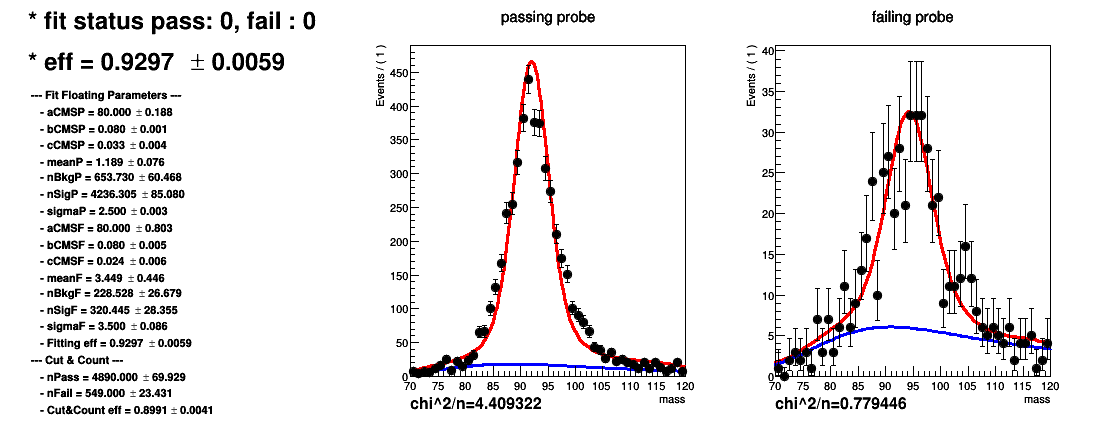 * fit status pass: 0, fail : 0
* eff = 0.9297 ± 0.0059
--- Fit Floating Parameters ---
- aCMSP = 80.000 ± 0.188
- bCMSP = 0.080 ± 0.001
- cCMSP = 0.033 ± 0.004
- meanP = 1.189 ± 0.076
- nBkgP = 653.730 ± 60.468
- nSigP = 4236.305 ± 85.080
- sigmaP = 2.500 ± 0.003
- aCMSF = 80.000 ± 0.803
- bCMSF = 0.080 ± 0.005
- cCMSF = 0.024 ± 0.006
- meanF = 3.449 ± 0.446
- nBkgF = 228.528 ± 26.679
- nSigF = 320.445 ± 28.355
- sigmaF = 3.500 ± 0.086
- Fitting eff = 0.9297 ± 0.0059
--- Cut & Count ---
- nPass = 4890.000 ± 69.929
- nFail = 549.000 ± 23.431
- Cut&Count eff = 0.8991 ± 0.0041
passing probe
Events / ( 1 )
450
400
350
300
250
200
150
100
50
0
70 75 80 85 90 95 100 105 110 115 120
mass
chi^2/n=4.409322
failing probe
Events / ( 1 )
40
35
30
25
20
15
10
5
0
70 75 80 85 90 95 100 105 110 115 120
mass
chi^2/n=0.779446